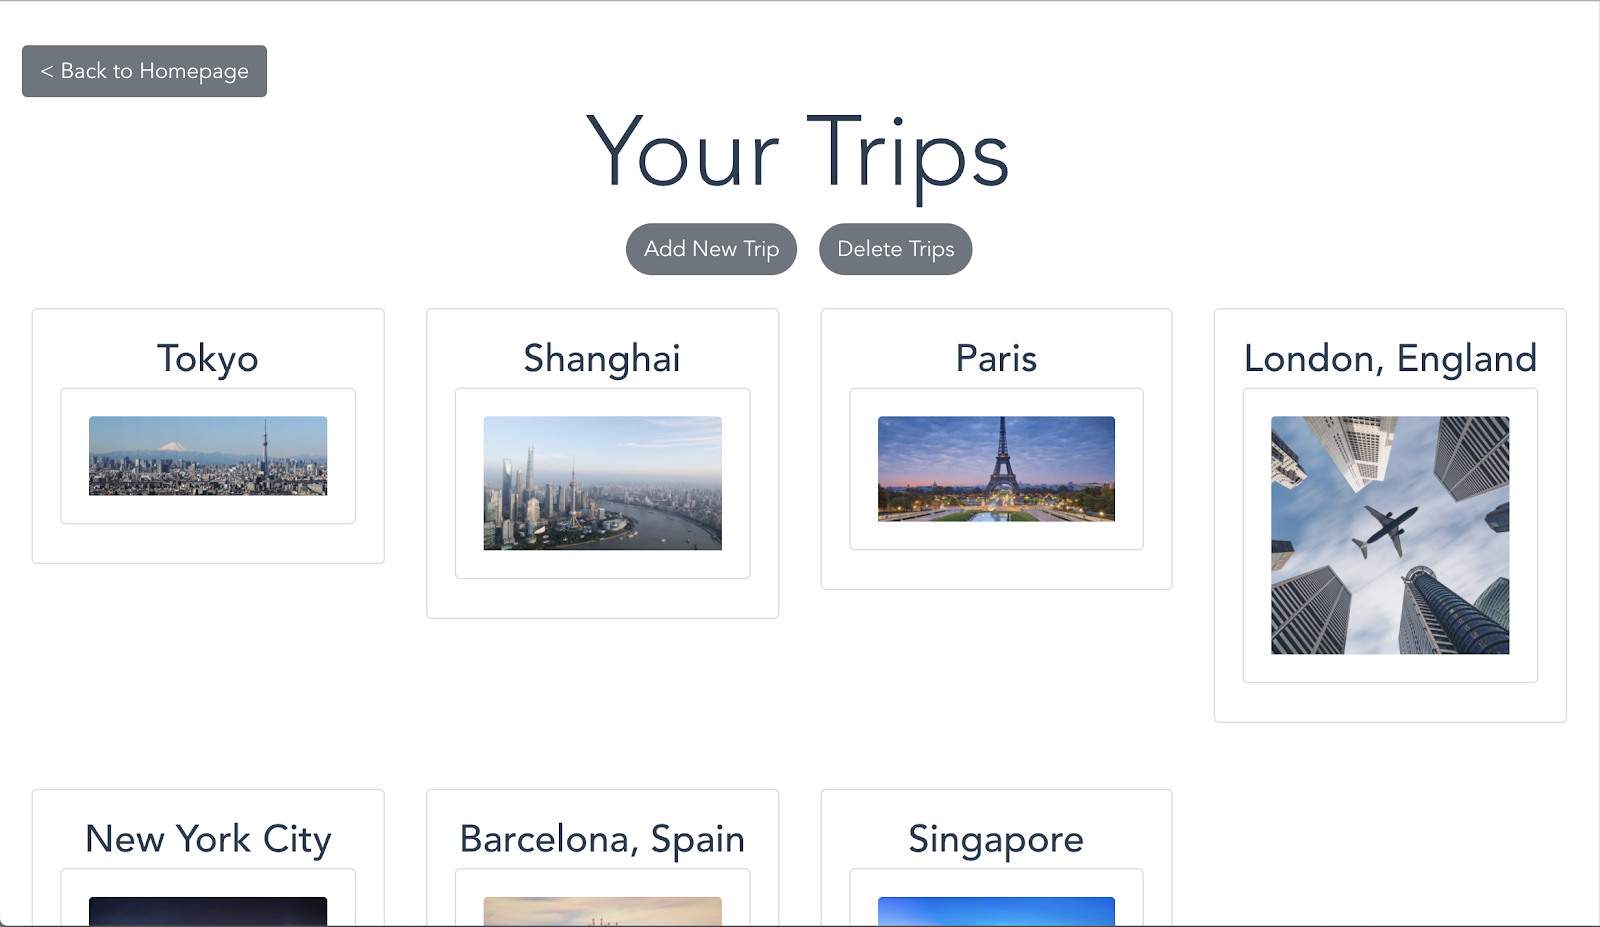 < Back to Homepage
Your Trips
Add New Trip
Delete Trips
Tokyo
Shanghai
Paris
London, England
New York City
Barcelona, Spain
Singapore